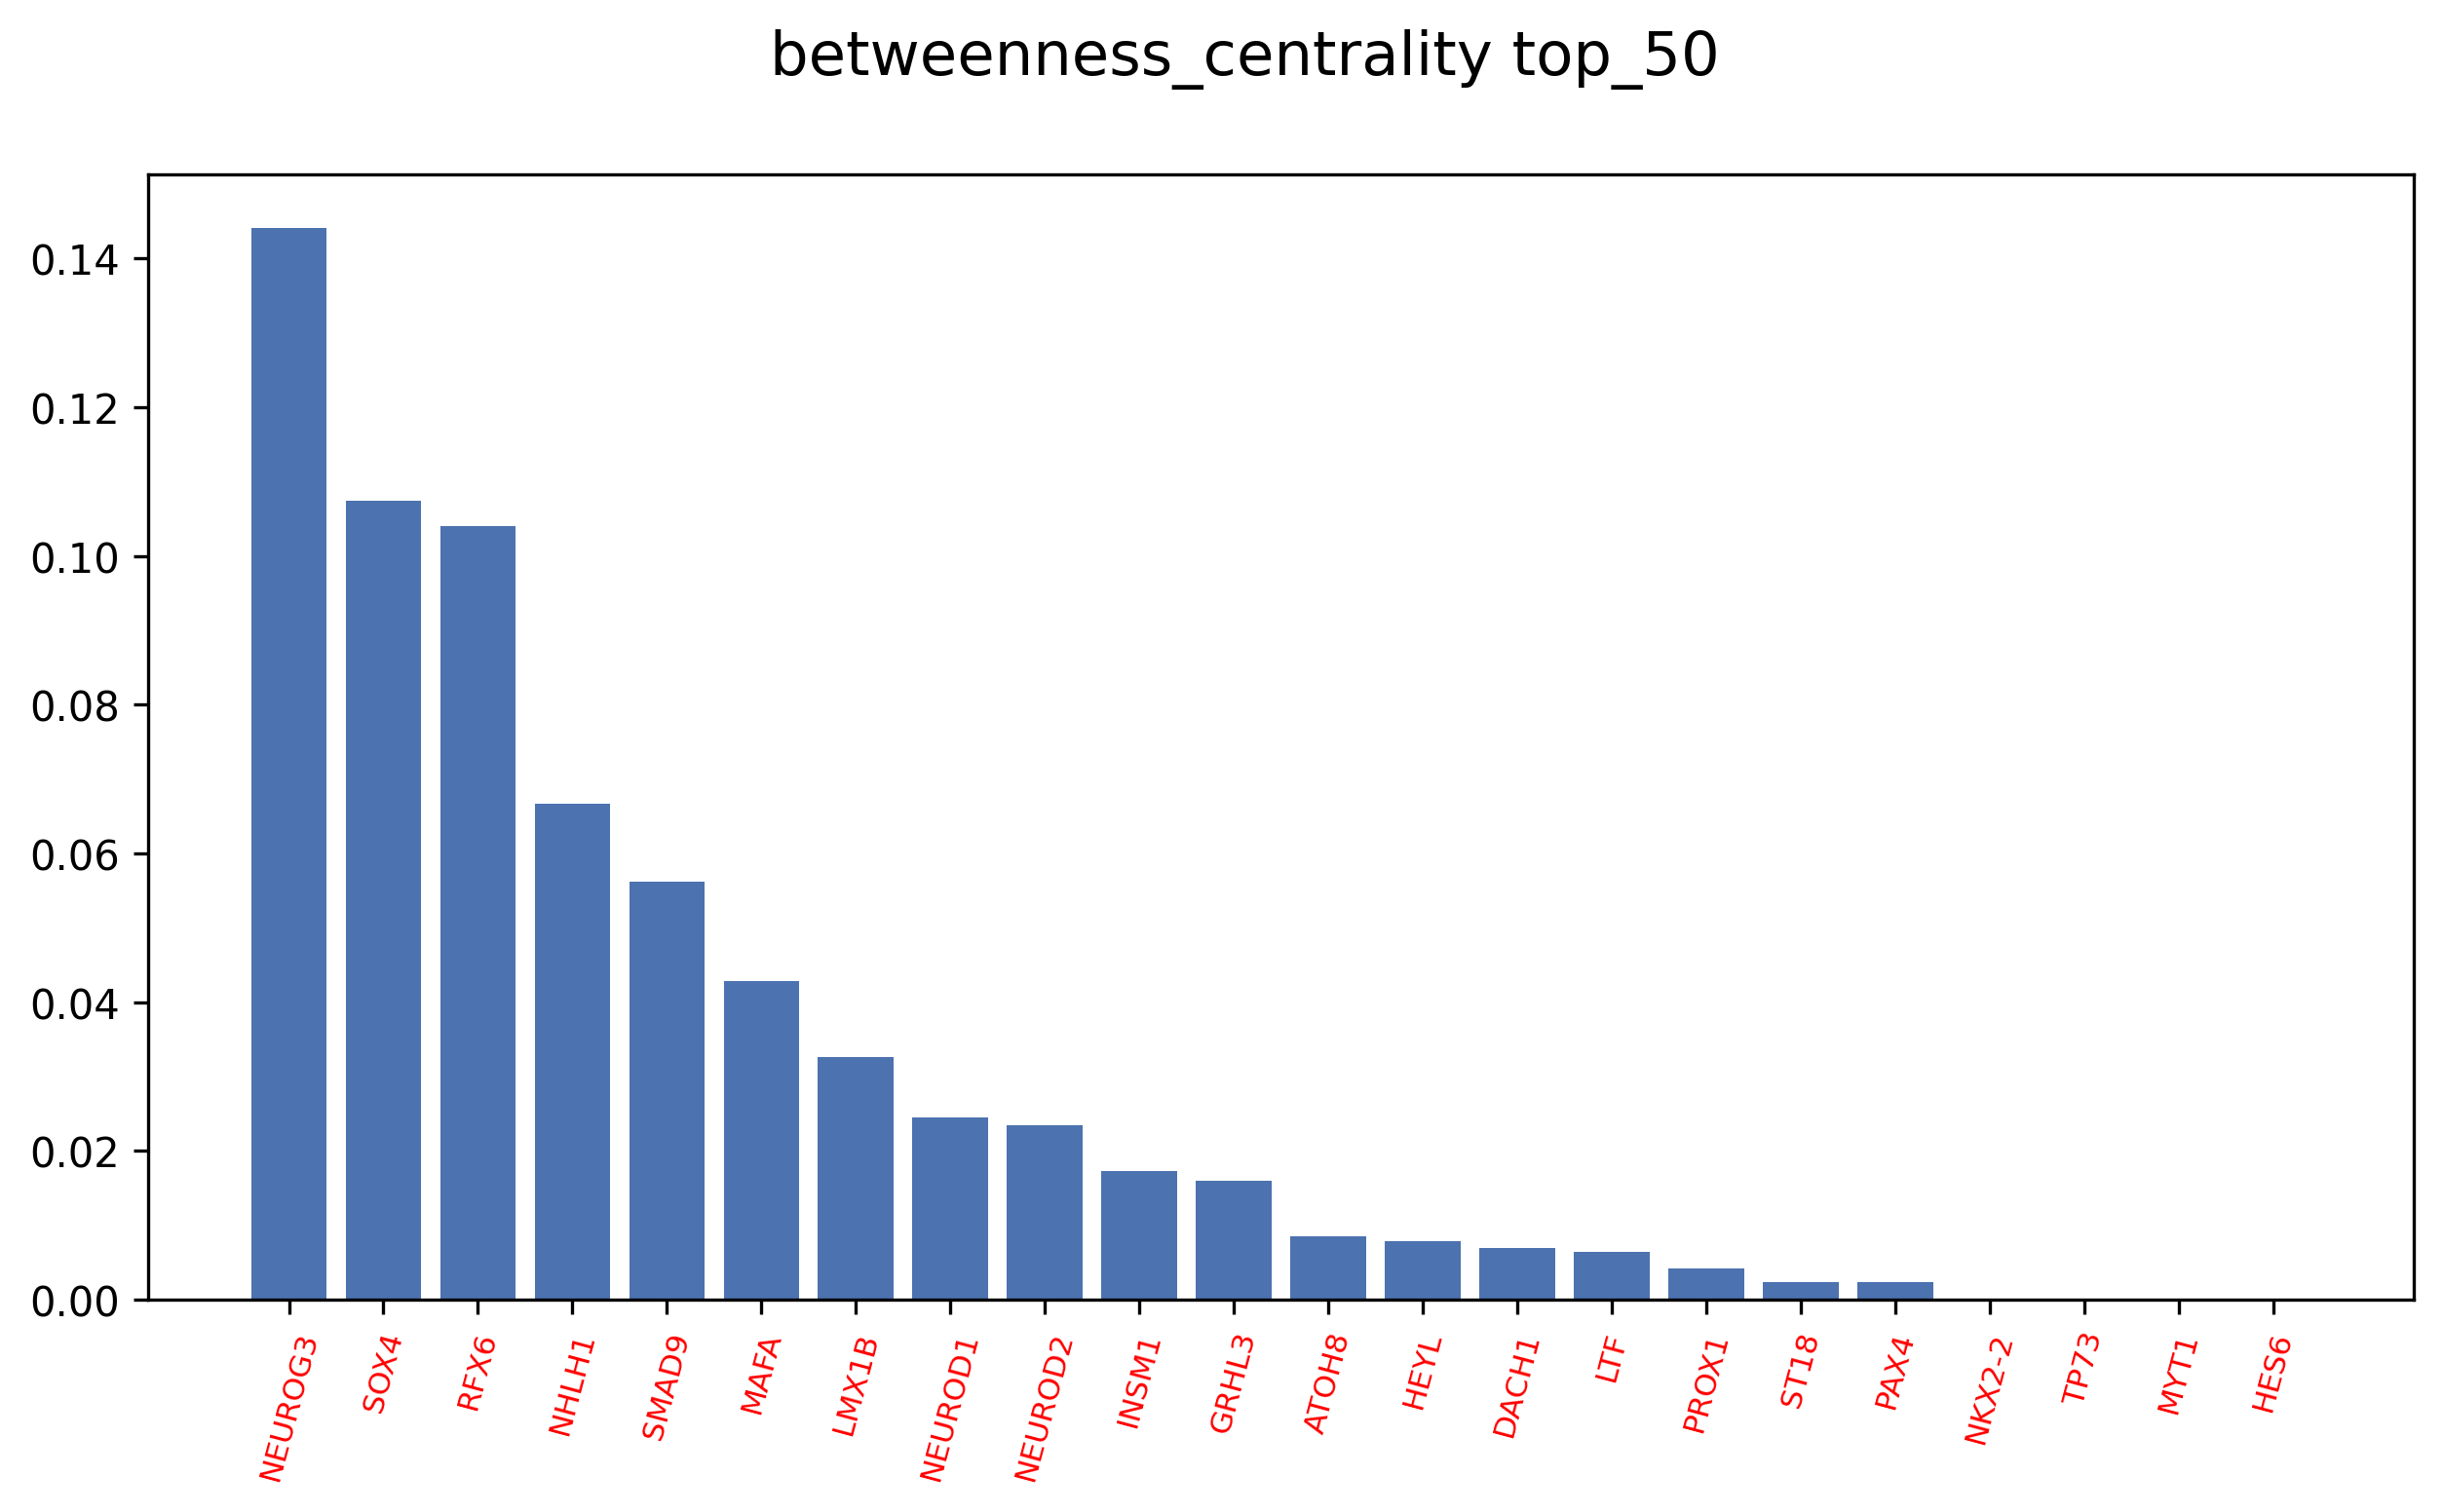 betweenness_centrality top_50
0.14
0.12
0.10
0.08
0.06
0.04
0.02
0.00
NEUROG3
SOX4
RFX6
NHLH1
SMAD9
MAFA
LMX1B
NEUROD1
NEUROD2
INSM1
GRHL3
ATOH8
HEYL
DACH1
LTF
PROX1
ST18
PAX4
NKX2-2
TP73
MYT1
HES6